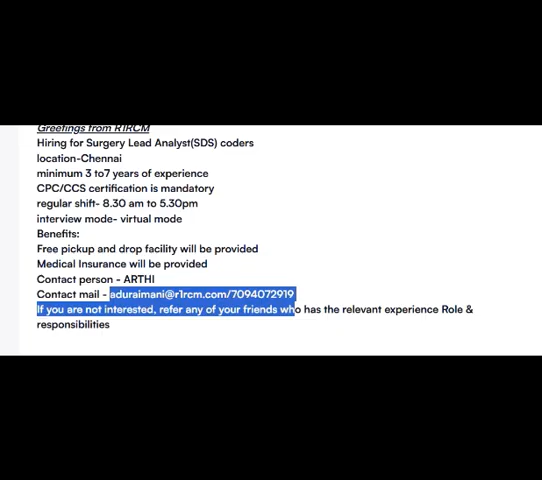 Greetings from R1RCM
Hiring for Surgery Lead Analyst(SDS) coders
location-Chennai
minimum 3 to7 years of experience
CPC/CCS certification is mandatory
regular shift- 8.30 am to 5.30pm
interview mode- virtual mode
Benefits:
Free pickup and drop facility will be provided
Medical Insurance will be provided
Contact person - ARTHI
Contact mail - aduraimani@r1rcm.com/7094072919
If you are not interested, refer any of your friends who has the relevant experience Role &
responsibilities